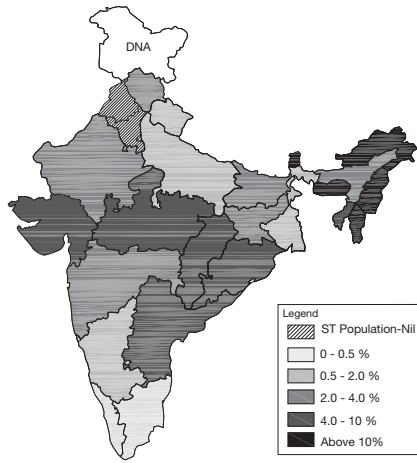 DNA
Legend
ST Population-Nil
0 - 0.5 %
0.5 - 2.0 %
2.0 - 4.0 %
4.0 - 10 %
Above 10%